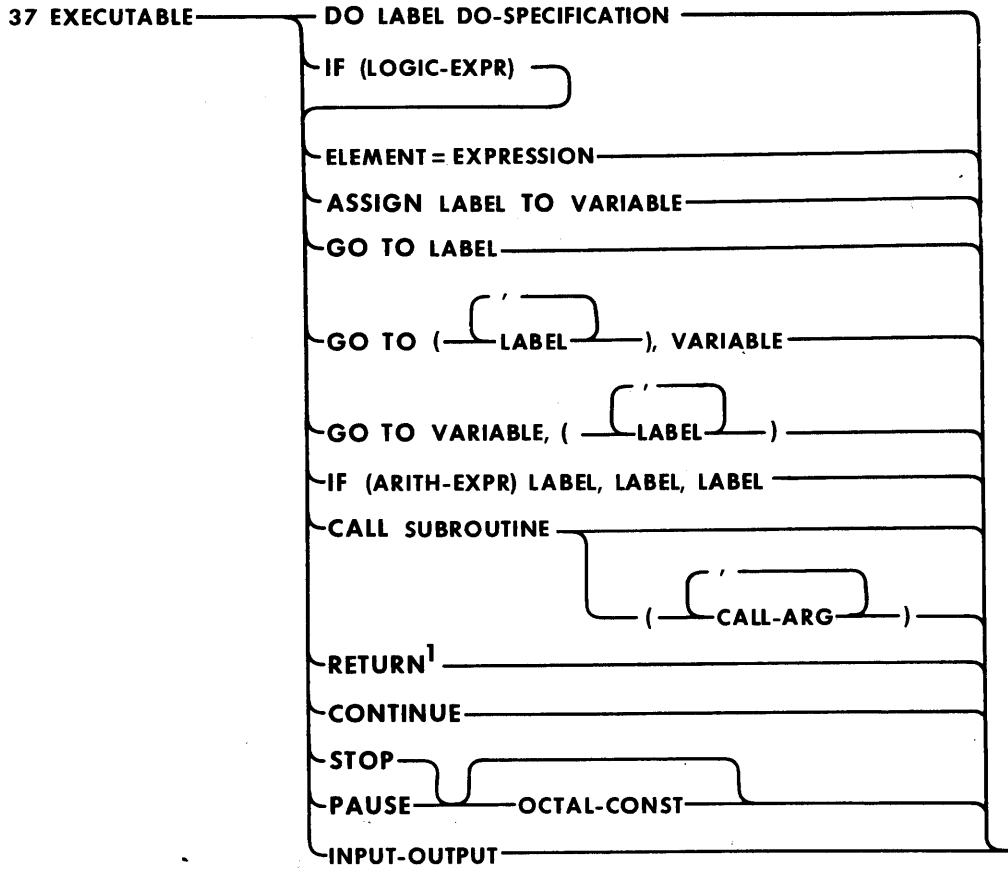 37 EXECUTABLE DO LABEL DO-SPECIFICATION
IF (LOGIC-EXPR)
ELEMENT = EXPRESSION
ASSIGN LABEL TO VARIABLE
GO TO LABEL
,
GO TO ( LABEL ), VARIABLE
,
GO TO VARIABLE, ( LABEL )
IF (ARITH-EXPR) LABEL, LABEL, LABEL
CALL SUBROUTINE
,
( CALL-ARG )
RETURN1
CONTINUE
STOP
PAUSE OCTAL-CONST
INPUT-OUTPUT